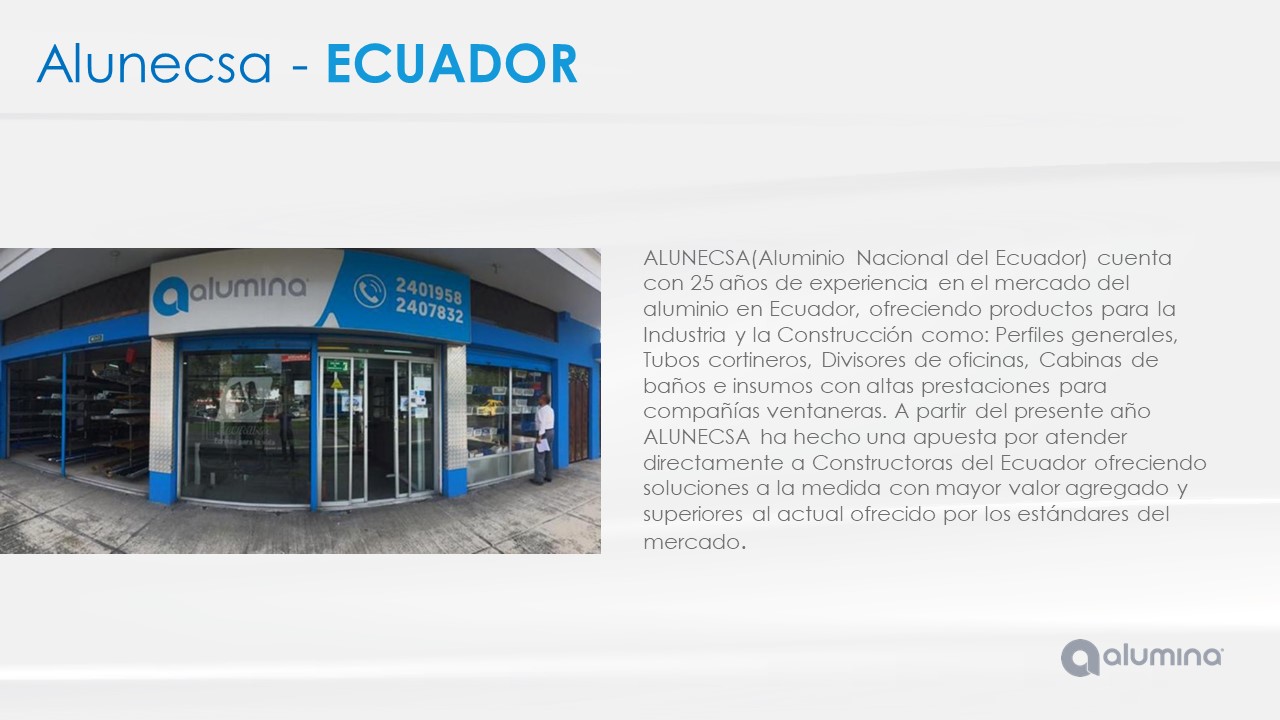 Alunecsa - ECUADOR
alumina
2401958
2407832
ALUNECSA(Aluminio Nacional del Ecuador) cuenta
con 25 años de experiencia en el mercado del
aluminio en Ecuador, ofreciendo productos para la
Industria y la Construcción como: Perfiles generales,
Tubos cortineros, Divisores de oficinas, Cabinas de
baños e insumos con altas prestaciones para
compañías ventaneras. A partir del presente año
ALUNECSA ha hecho una apuesta por atender
directamente a Constructoras del Ecuador ofreciendo
soluciones a la medida con mayor valor agregado y
superiores al actual ofrecido por los estándares del
mercado.
alumina